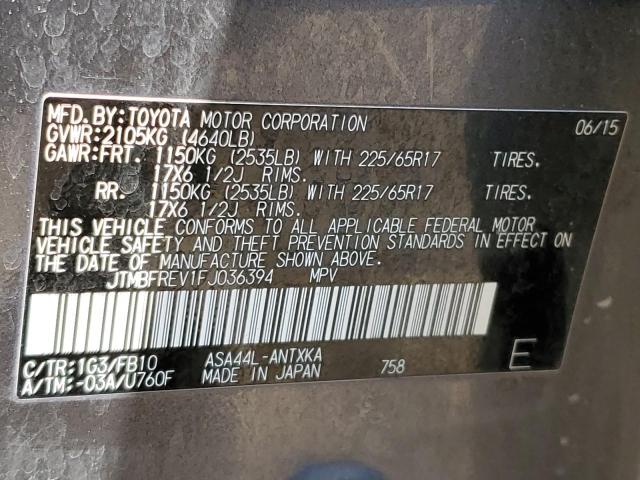 MFD. BY: TOYOTA MOTOR CORPORATION 06/15
GVWR: 2105KG (4640LB)
GAWR: FRT. 1150KG (2535LB) WITH 225/65R17 TIRES.
17X6 1/2J RIMS.
RR. 1150KG (2535LB) WITH 225/65R17 TIRES.
17X6 1/2J RIMS.
THIS VEHICLE CONFORMS TO ALL APPLICABLE FEDERAL MOTOR
VEHICLE SAFETY AND THEFT PREVENTION STANDARDS IN EFFECT ON
THE DATE OF MANUFACTURE SHOWN ABOVE.
JTMBFREV1FJ036394 MPV
C/TR: 1G3/FB10 ASA44L-ANTXKA 758 E
A/TM: -03A/U760F MADE IN JAPAN